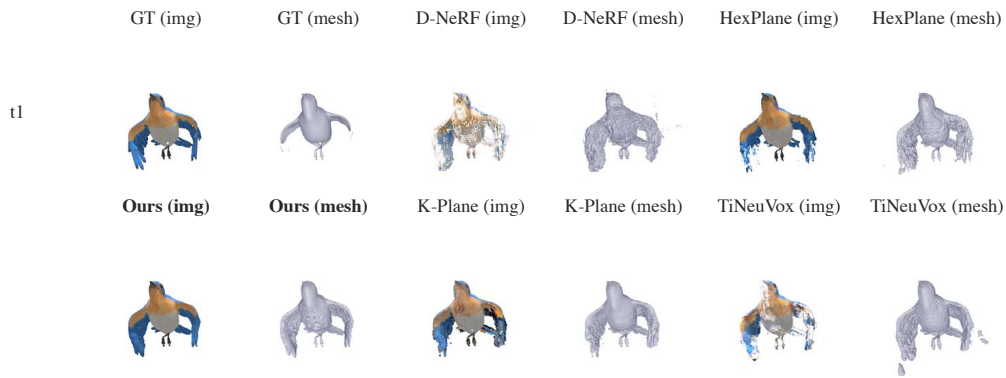 GT (img) GT (mesh) D-NeRF (img) D-NeRF (mesh) HexPlane (img) HexPlane (mesh)
t1
Ours (img) Ours (mesh) K-Plane (img) K-Plane (mesh) TiNeuVox (img) TiNeuVox (mesh)